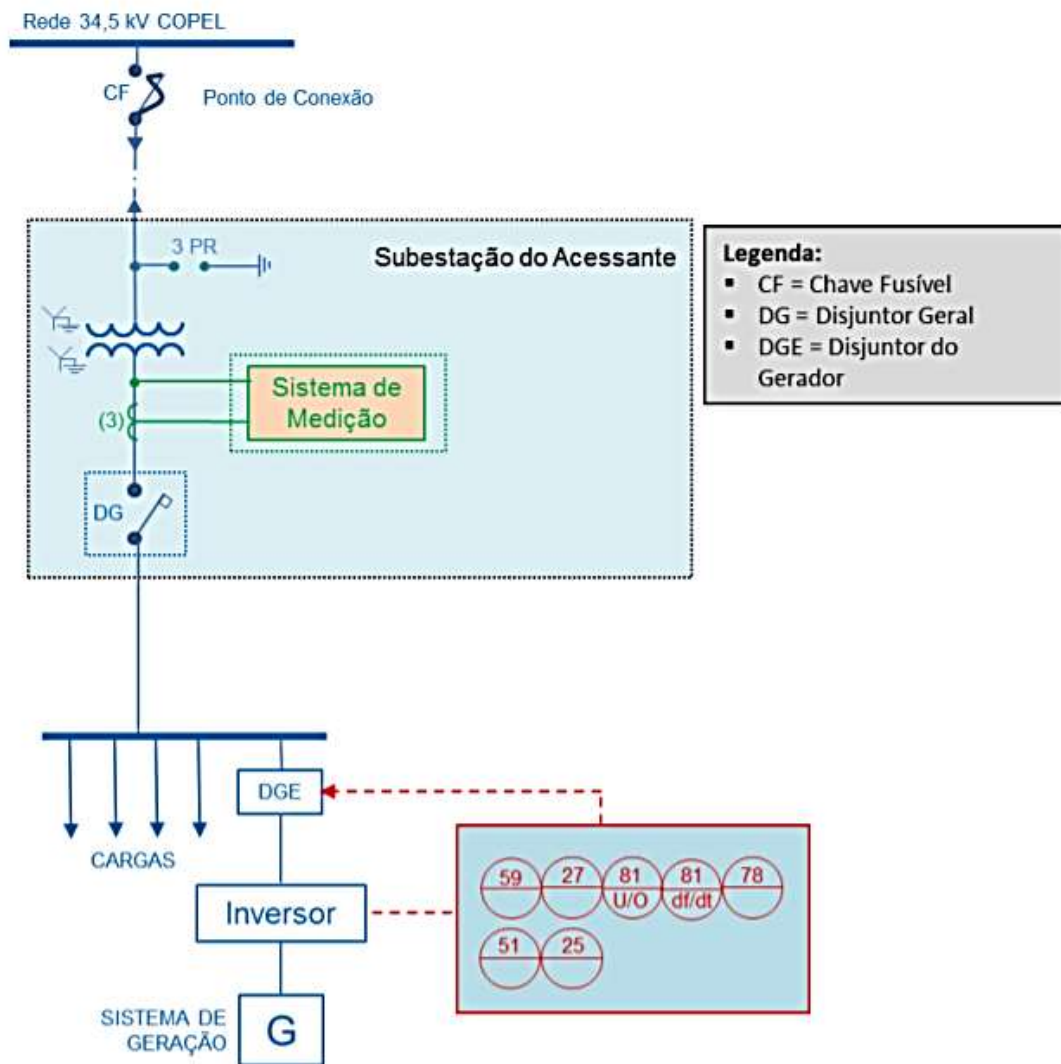 Rede 34,5 kV COPEL
CF
Ponto de Conexão
3 PR
Subestação do Acessante
Legenda:
▪ CF = Chave Fusível
▪ DG = Disjuntor Geral
▪ DGE = Disjuntor do
Gerador
Sistema de
Medição
(3)
DG
DGE
CARGAS
59 27 81 81 78
U/O df/dt
Inversor
51 25
SISTEMA DE
GERAÇÃO
G